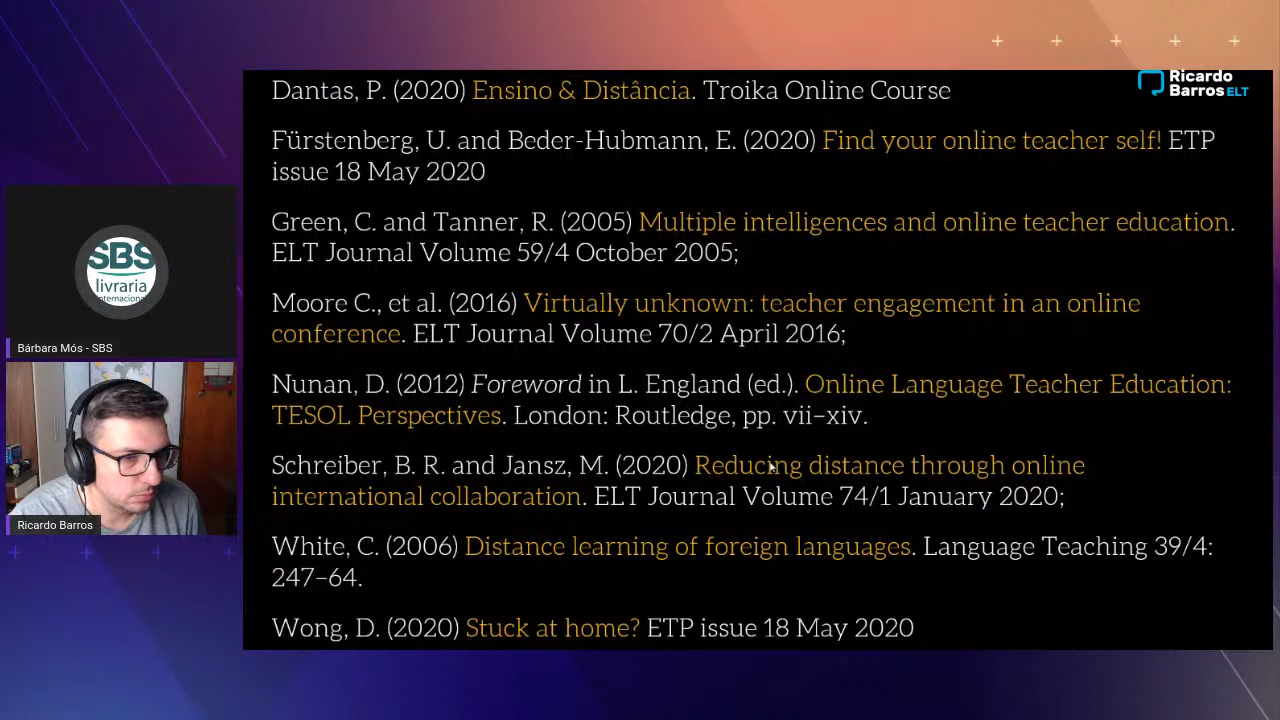 Ricardo
Barros ELT
Dantas, P. (2020) Ensino & Distância. Troika Online Course
Fürstenberg, U. and Beder-Hubmann, E. (2020) Find your online teacher self! ETP
issue 18 May 2020
Green, C. and Tanner, R. (2005) Multiple intelligences and online teacher education.
ELT Journal Volume 59/4 October 2005;
Moore C., et al. (2016) Virtually unknown: teacher engagement in an online
conference. ELT Journal Volume 70/2 April 2016;
Nunan, D. (2012) Foreword in L. England (ed.). Online Language Teacher Education:
TESOL Perspectives. London: Routledge, pp. vii–xiv.
Schreiber, B. R. and Jansz, M. (2020) Reducing distance through online
international collaboration. ELT Journal Volume 74/1 January 2020;
White, C. (2006) Distance learning of foreign languages. Language Teaching 39/4:
247–64.
Wong, D. (2020) Stuck at home? ETP issue 18 May 2020
SBS
livraria
internacional
Bárbara Mós - SBS
Ricardo Barros